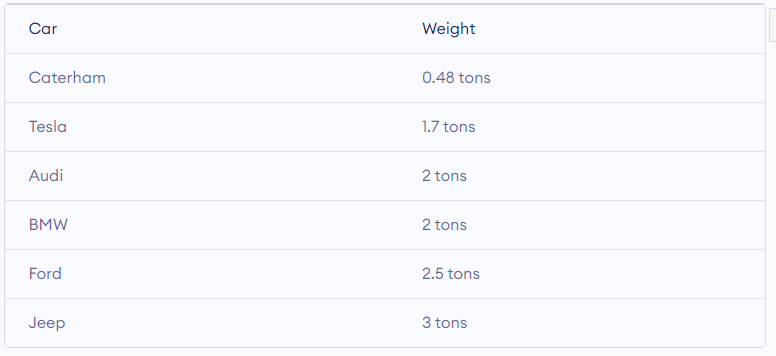 Car Weight
Caterham 0.48 tons
Tesla 1.7 tons
Audi 2 tons
BMW 2 tons
Ford 2.5 tons
Jeep 3 tons